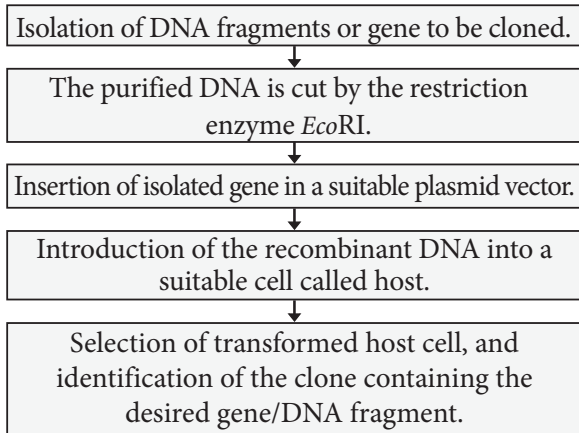 Isolation of DNA fragments or gene to be cloned.
The purified DNA is cut by the restriction
enzyme EcoRI.
Insertion of isolated gene in a suitable plasmid vector.
Introduction of the recombinant DNA into a
suitable cell called host.
Selection of transformed host cell, and
identification of the clone containing the
desired gene/DNA fragment.